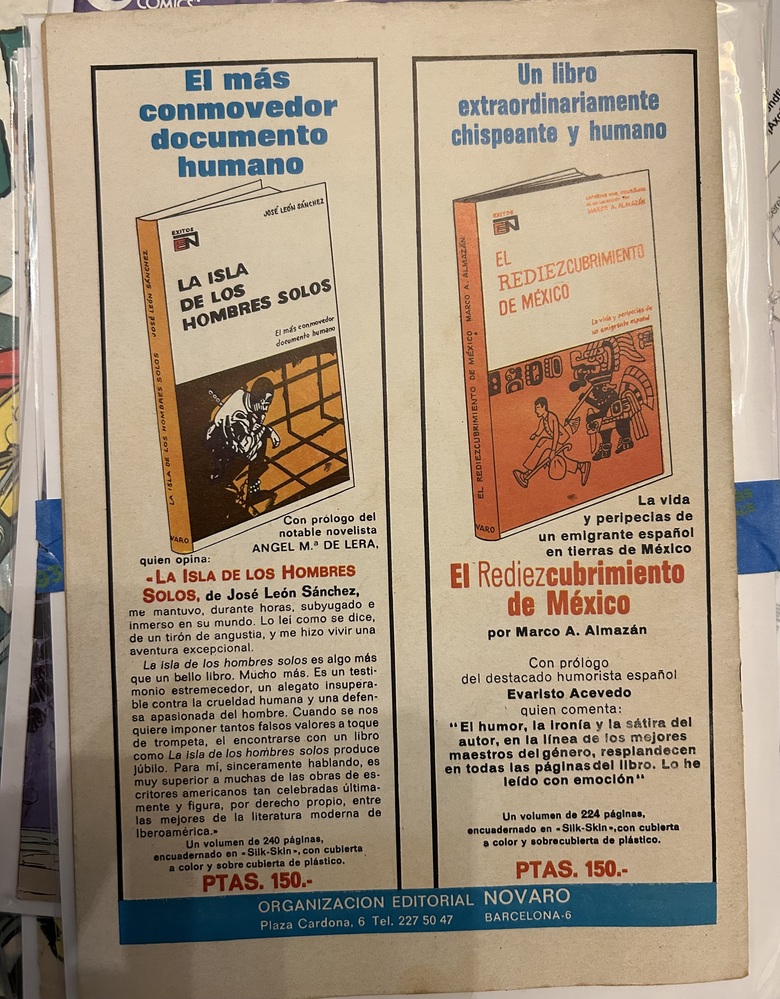 COMICS
El más
conmovedor
documento
humano
JOSÉ LEÓN SÁNCHEZ
EXITOS
EN
LA ISLA
DE LOS
HOMBRES SOLOS
El más conmovedor
documento humano
LA ISLA DE LOS HOMBRES SOLOS JOSÉ LEÓN SÁNCHEZ
VARO
Con prólogo del
notable novelista
ANGEL M.ª DE LERA,
quien opina:
«LA ISLA DE LOS HOMBRES
SOLOS, de José León Sánchez,
me mantuvo, durante horas, subyugado e
inmerso en su mundo. Lo leí como se dice,
de un tirón de angustia, y me hizo vivir una
aventura excepcional.
La isla de los hombres solos es algo más
que un bello libro. Mucho más. Es un testi-
monio estremecedor, un alegato insupera-
ble contra la crueldad humana y una defen-
sa apasionada del hombre. Cuando se nos
quiere imponer tantos falsos valores a toque
de trompeta, el encontrarse con un libro
como La isla de los hombres solos produce
júbilo. Para mí, sinceramente hablando, es
muy superior a muchas de las obras de es-
critores americanos tan celebradas última-
mente y figura, por derecho propio, entre
las mejores de la literatura moderna de
Iberoamérica.»
Un volumen de 240 páginas,
encuadernado en «Silk-Skin», con cubierta
a color y sobrecubierta de plástico.
PTAS. 150.-
Un libro
extraordinariamente
chispeante y humano
MARCO A. ALMAZÁN
EXITOS
EN
EL
REDIEZCUBRIMIENTO
DE MÉXICO
La vida y peripecias de
un emigrante español
EL REDIEZCUBRIMIENTO DE MÉXICO MARCO A. ALMAZÁN
VARO
La vida
y peripecias de
un emigrante español
en tierras de México
El Rediezcubrimiento
de México
por Marco A. Almazán
Con prólogo
del destacado humorista español
Evaristo Acevedo
quien comenta:
"El humor, la ironía y la sátira del
autor, en la línea de los mejores
maestros del género, resplandecen
en todas las páginas del libro. Lo he
leído con emoción"
Un volumen de 224 páginas,
encuadernado en «Silk-Skin», con cubierta
a color y sobrecubierta de plástico.
PTAS. 150.-
ORGANIZACION EDITORIAL NOVARO
Plaza Cardona, 6 Tel. 227 50 47 BARCELONA-6